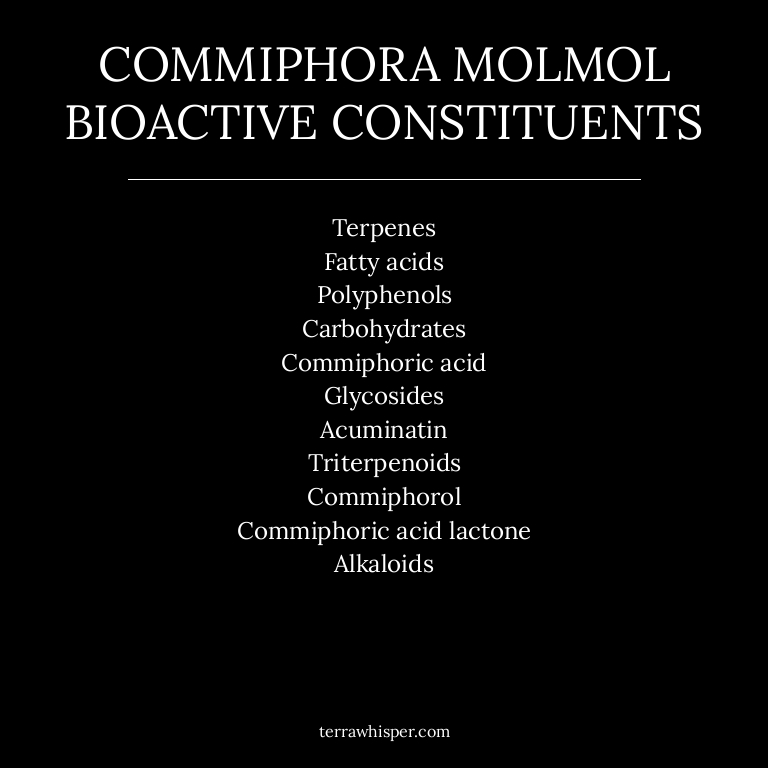 COMMIPHORA MOLMOL
BIOACTIVE CONSTITUENTS
Terpenes
Fatty acids
Polyphenols
Carbohydrates
Commiphoric acid
Glycosides
Acuminatin
Triterpenoids
Commiphorol
Commiphoric acid lactone
Alkaloids
terrawhisper.com